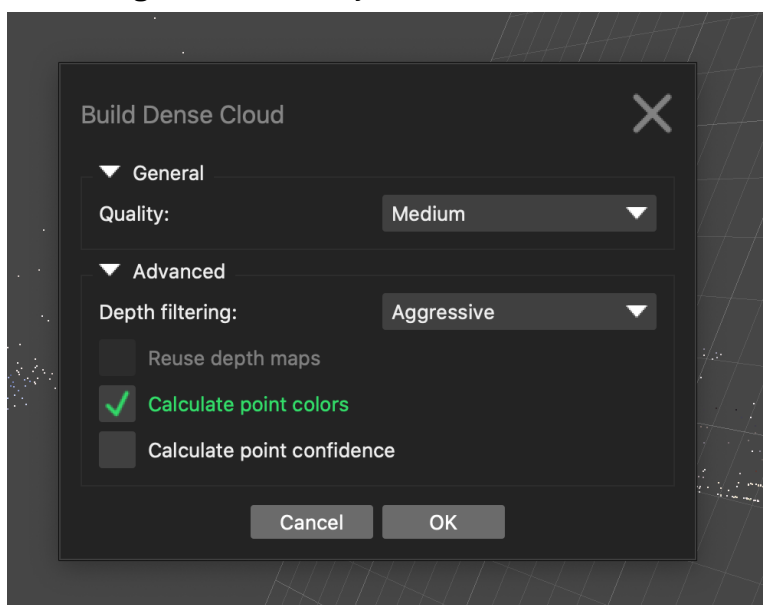 Build Dense Cloud
General
Quality: Medium
Advanced
Depth filtering: Aggressive
Reuse depth maps
Calculate point colors
Calculate point confidence
Cancel OK